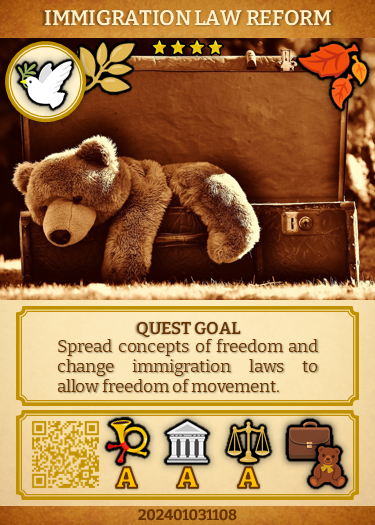 IMMIGRATION LAW REFORM
QUEST GOAL
Spread concepts of freedom and
change immigration laws to
allow freedom of movement.
A A A
202401031108